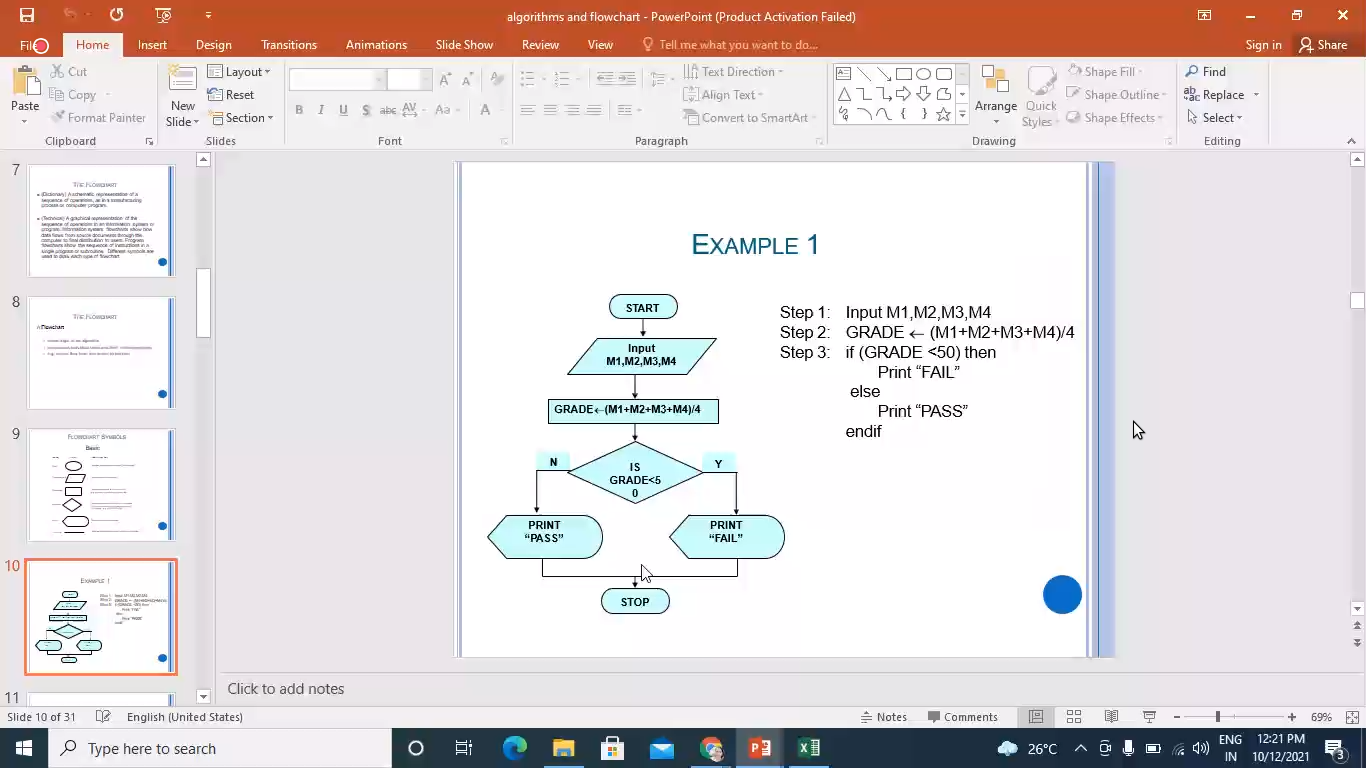 algorithms and flowchart - PowerPoint (Product Activation Failed)
File Home Insert Design Transitions Animations Slide Show Review View Tell me what you want to do... Sign in Share
Paste
Cut
Copy
Format Painter
Clipboard
New
Slide
Layout
Reset
Section
Slides
Font
Text Direction
Align Text
Convert to SmartArt
Paragraph
Arrange
Quick
Styles
Shape Fill
Shape Outline
Shape Effects
Drawing
Find
Replace
Select
Editing
7
THE FLOWCHART
8
THE FLOWCHART
9
FLOWCHART SYMBOLS
Basic
10
EXAMPLE 1
11
EXAMPLE 1
START
Input
M1,M2,M3,M4
GRADE←(M1+M2+M3+M4)/4
N
IS
GRADE<5
0
Y
PRINT
“PASS”
PRINT
“FAIL”
STOP
Step 1: Input M1,M2,M3,M4
Step 2: GRADE ← (M1+M2+M3+M4)/4
Step 3: if (GRADE <50) then
Print “FAIL”
else
Print “PASS”
endif
Click to add notes
Slide 10 of 31 English (United States) Notes Comments 69%
Type here to search
26°C
ENG
IN
12:21 PM
10/12/2021
3